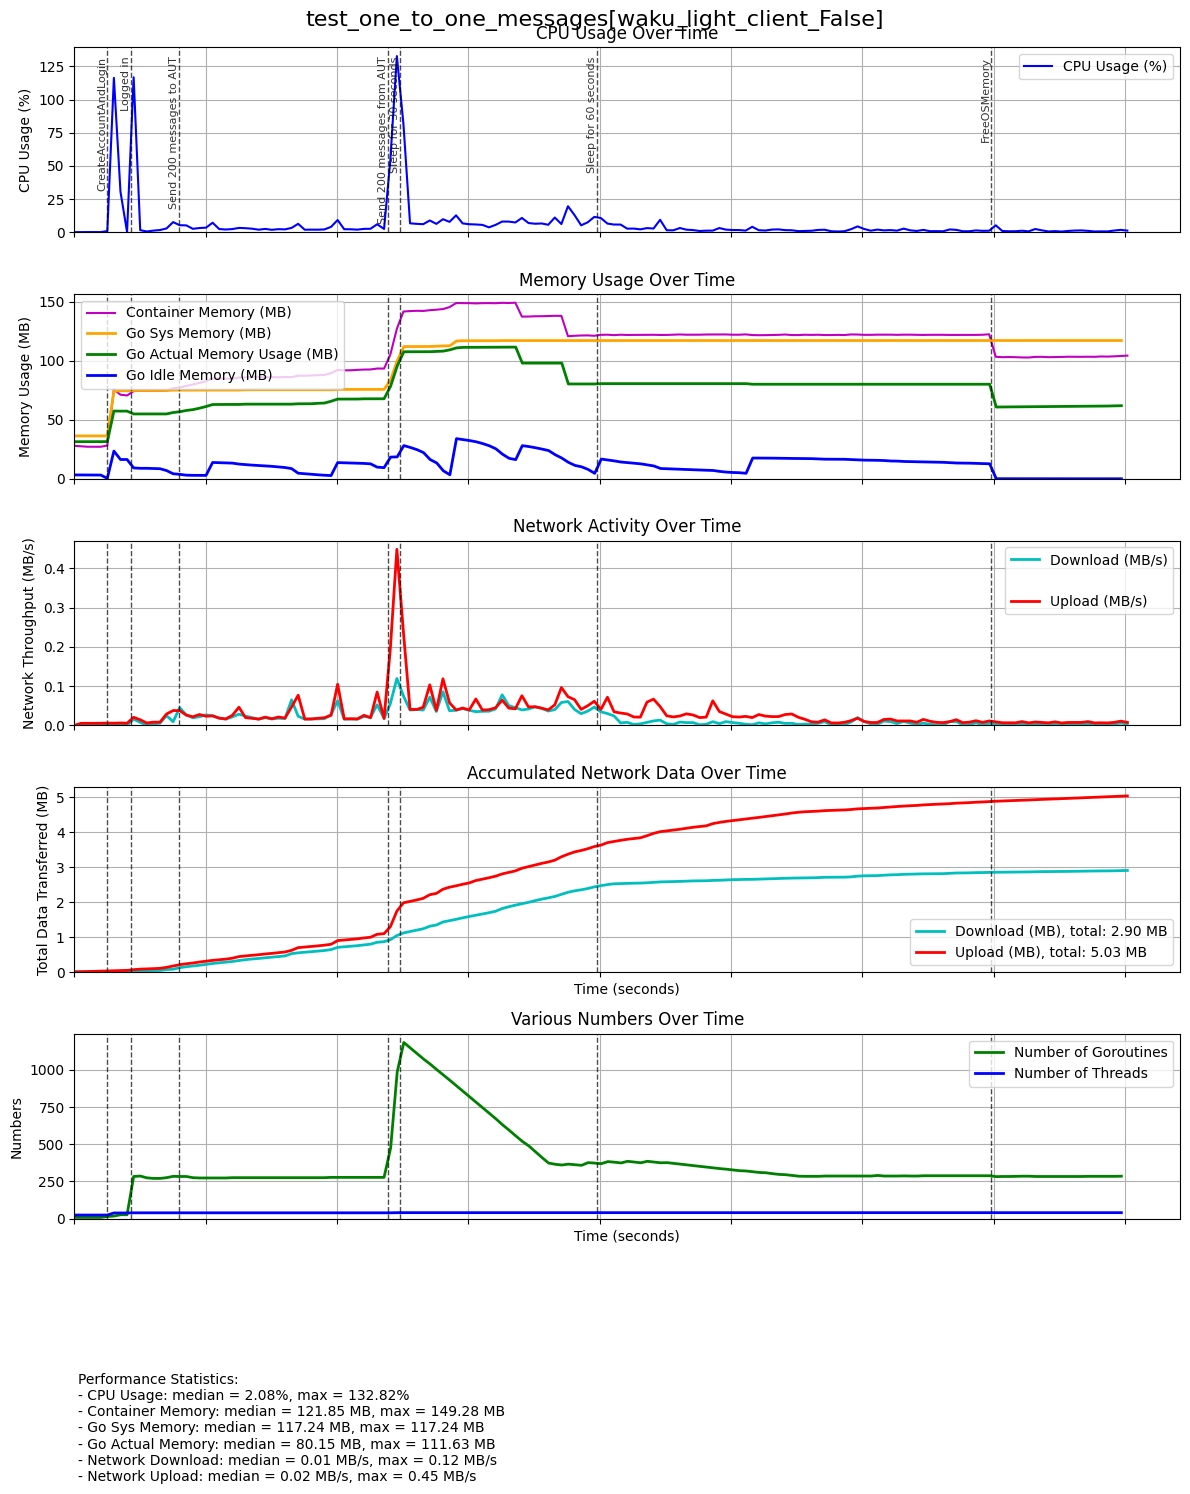 test_one_to_one_messages[waku_light_client_False]
CPU Usage Over Time
CPU Usage (%)
125
100
75
50
25
0
CreateAccountAndLogin
Logged in
Send 200 messages to AUT
Send 200 messages from AUT
Sleep for 30 seconds
Sleep for 60 seconds
FreeOSMemory
CPU Usage (%)
Memory Usage Over Time
Memory Usage (MB)
150
100
50
0
Container Memory (MB)
Go Sys Memory (MB)
Go Actual Memory Usage (MB)
Go Idle Memory (MB)
Network Activity Over Time
Network Throughput (MB/s)
0.4
0.3
0.2
0.1
0.0
Download (MB/s)
Upload (MB/s)
Accumulated Network Data Over Time
Total Data Transferred (MB)
5
4
3
2
1
0
Download (MB), total: 2.90 MB
Upload (MB), total: 5.03 MB
Time (seconds)
Various Numbers Over Time
Numbers
1000
750
500
250
0
Number of Goroutines
Number of Threads
Time (seconds)
Performance Statistics:
- CPU Usage: median = 2.08%, max = 132.82%
- Container Memory: median = 121.85 MB, max = 149.28 MB
- Go Sys Memory: median = 117.24 MB, max = 117.24 MB
- Go Actual Memory: median = 80.15 MB, max = 111.63 MB
- Network Download: median = 0.01 MB/s, max = 0.12 MB/s
- Network Upload: median = 0.02 MB/s, max = 0.45 MB/s